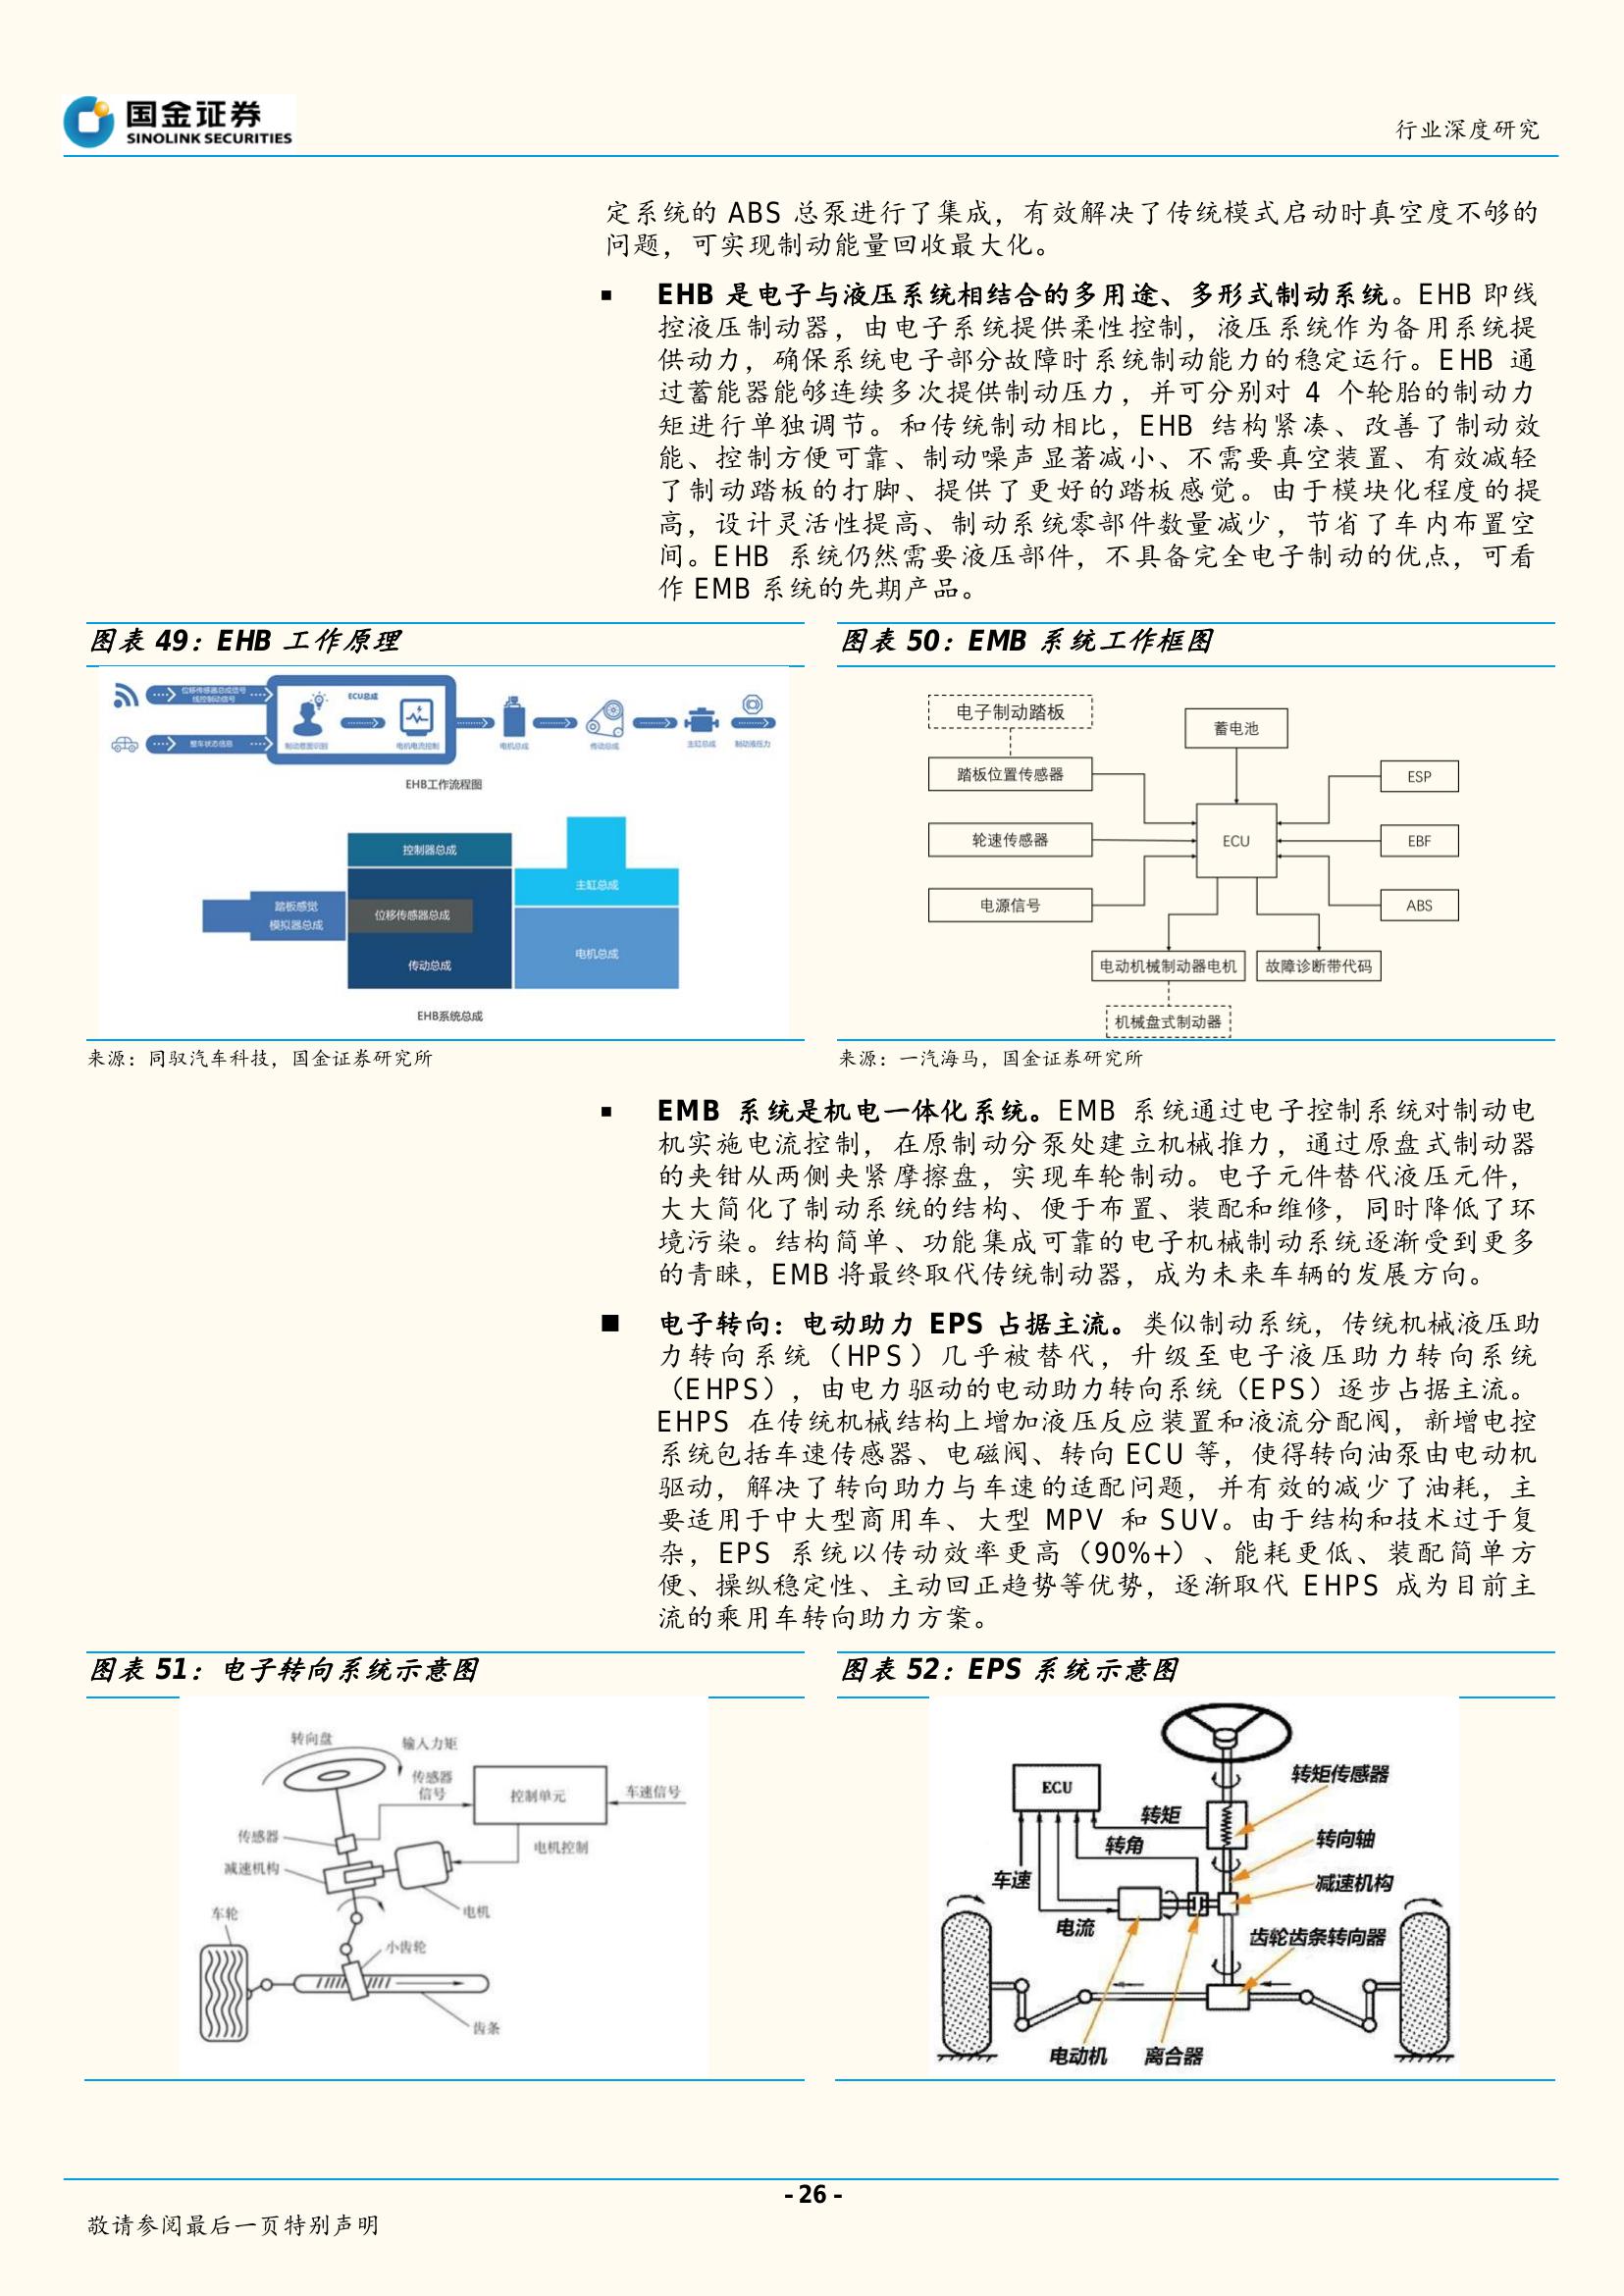 国金证券
SINOLINK SECURITIES
行业深度研究
定系统的 ABS 总泵进行了集成，有效解决了传统模式启动时真空度不够的
问题，可实现制动能量回收最大化。
▪ EHB 是电子与液压系统相结合的多用途、多形式制动系统。EHB 即线
控液压制动器，由电子系统提供柔性控制，液压系统作为备用系统提
供动力，确保系统电子部分故障时系统制动能力的稳定运行。EHB 通
过蓄能器能够连续多次提供制动压力，并可分别对 4 个轮胎的制动力
矩进行单独调节。和传统制动相比，EHB 结构紧凑、改善了制动效
能、控制方便可靠、制动噪声显著减小、不需要真空装置、有效减轻
了制动踏板的打脚、提供了更好的踏板感觉。由于模块化程度的提
高，设计灵活性提高、制动系统零部件数量减少，节省了车内布置空
间。EHB 系统仍然需要液压部件，不具备完全电子制动的优点，可看
作 EMB 系统的先期产品。
图表 49：EHB 工作原理
位移传感器总成信号
线控制动信号
整车状态信息
ECU总成
制动意图识别
电机电流控制
电机总成
传动总成
主缸总成
制动液压力
EHB工作流程图
控制器总成
主缸总成
踏板感觉
模拟器总成
位移传感器总成
电机总成
传动总成
EHB系统总成
来源：同驭汽车科技，国金证券研究所
图表 50：EMB 系统工作框图
电子制动踏板
蓄电池
踏板位置传感器
ESP
轮速传感器
ECU
EBF
电源信号
ABS
电动机械制动器电机
故障诊断带代码
机械盘式制动器
来源：一汽海马，国金证券研究所
▪ EMB 系统是机电一体化系统。EMB 系统通过电子控制系统对制动电
机实施电流控制，在原制动分泵处建立机械推力，通过原盘式制动器
的夹钳从两侧夹紧摩擦盘，实现车轮制动。电子元件替代液压元件，
大大简化了制动系统的结构、便于布置、装配和维修，同时降低了环
境污染。结构简单、功能集成可靠的电子机械制动系统逐渐受到更多
的青睐，EMB 将最终取代传统制动器，成为未来车辆的发展方向。
■ 电子转向：电动助力 EPS 占据主流。类似制动系统，传统机械液压助
力转向系统（HPS）几乎被替代，升级至电子液压助力转向系统
（EHPS），由电力驱动的电动助力转向系统（EPS）逐步占据主流。
EHPS 在传统机械结构上增加液压反应装置和液流分配阀，新增电控
系统包括车速传感器、电磁阀、转向 ECU 等，使得转向油泵由电动机
驱动，解决了转向助力与车速的适配问题，并有效的减少了油耗，主
要适用于中大型商用车、大型 MPV 和 SUV。由于结构和技术过于复
杂，EPS 系统以传动效率更高（90%+）、能耗更低、装配简单方
便、操纵稳定性、主动回正趋势等优势，逐渐取代 EHPS 成为目前主
流的乘用车转向助力方案。
图表 51：电子转向系统示意图
转向盘
输入力矩
传感器
信号
控制单元
车速信号
传感器
电机控制
减速机构
电机
车轮
小齿轮
齿条
图表 52：EPS 系统示意图
ECU
转矩传感器
转矩
转向轴
转角
车速
减速机构
电流
齿轮齿条转向器
电动机
离合器
- 26 -
敬请参阅最后一页特别声明